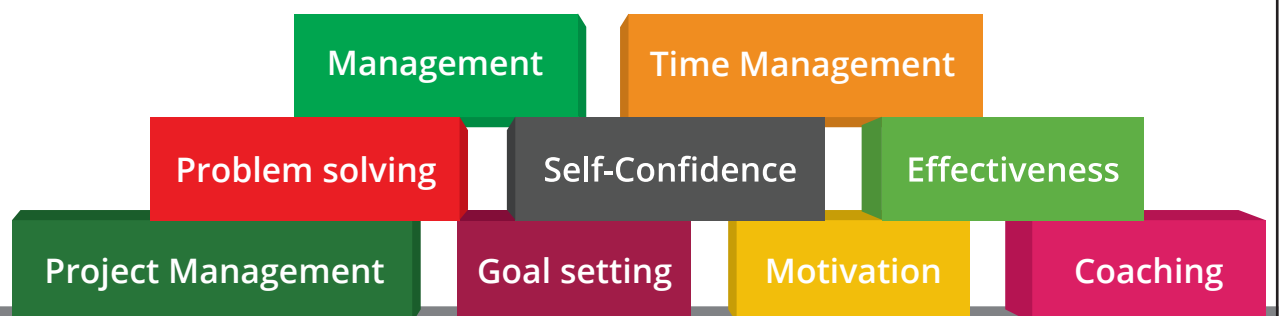 Management
Time Management
Problem solving
Self-Confidence
Effectiveness
Project Management
Goal setting
Motivation
Coaching